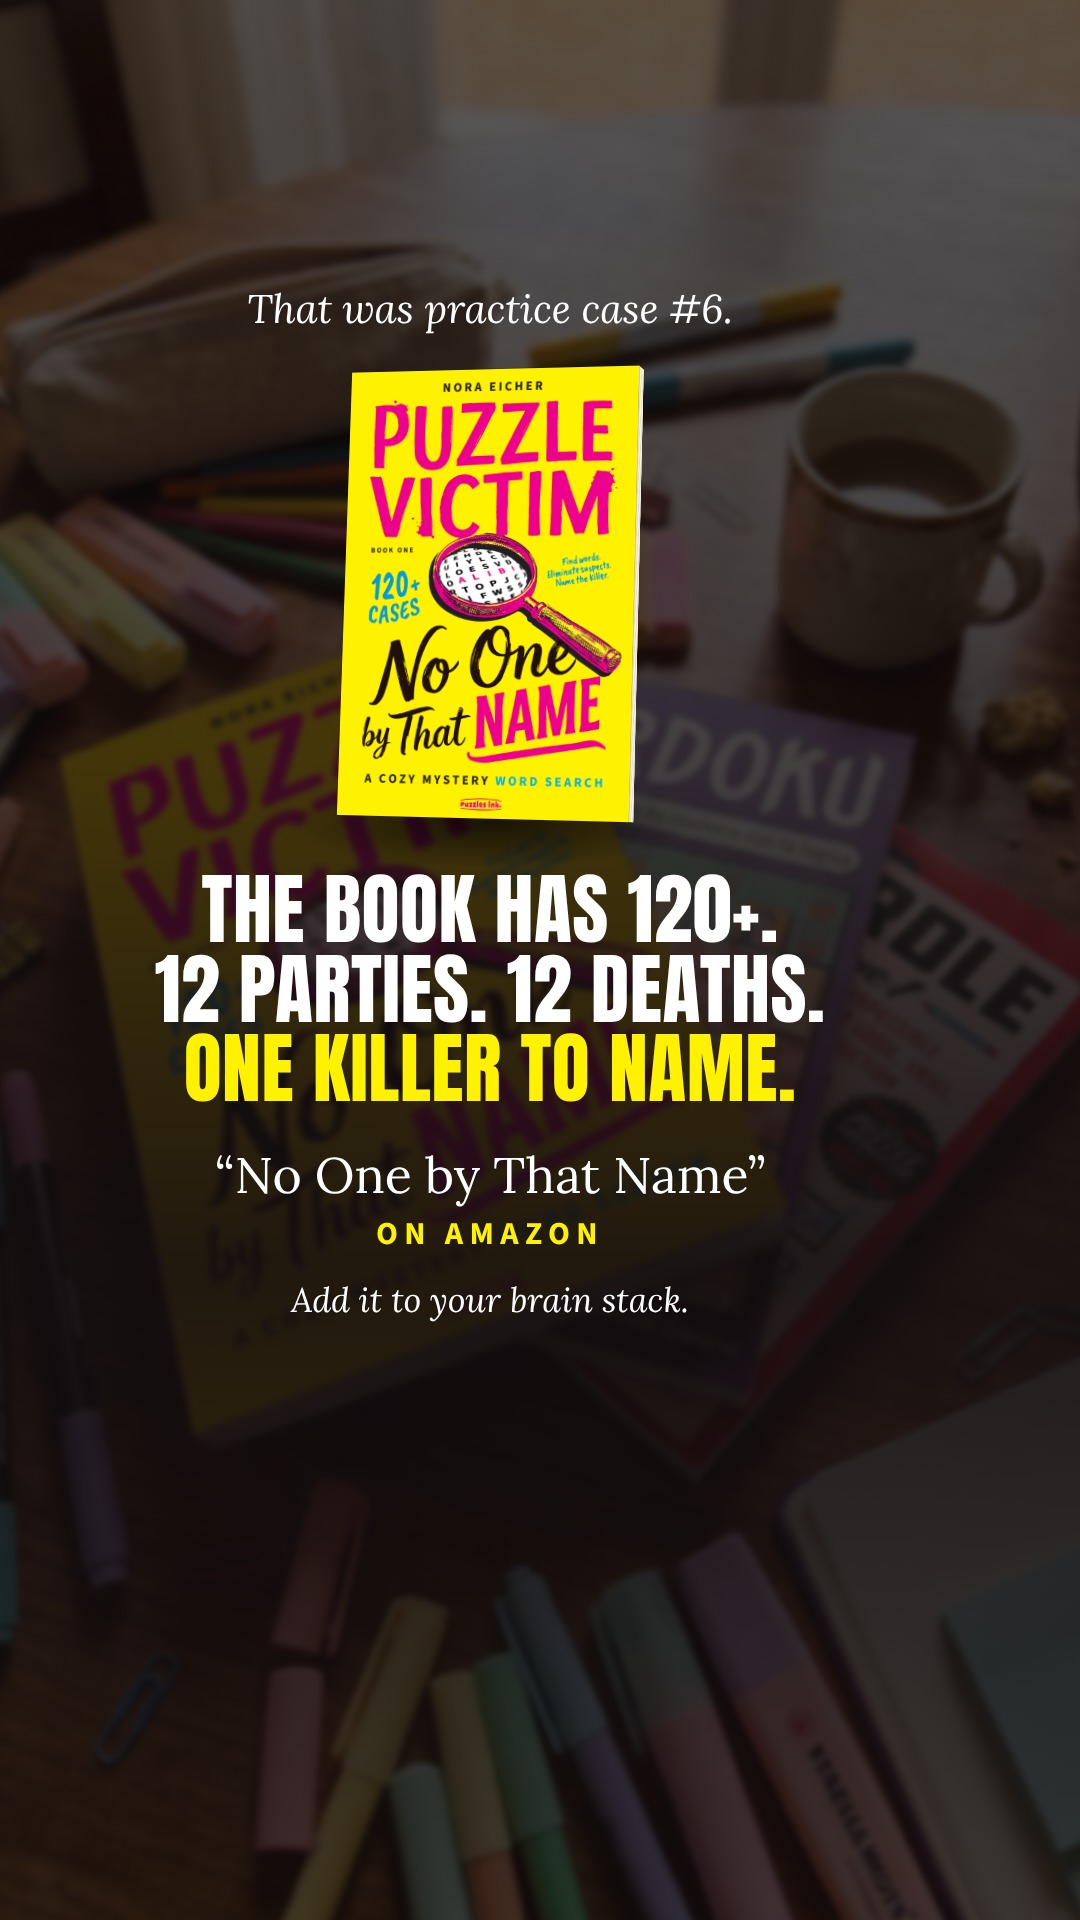 That was practice case #6.
NORA EICHER
PUZZLE
VICTIM
BOOK ONE
120+
CASES
Find words.
Eliminate suspects.
Name the killer.
ALIBI
No One
by That NAME
A COZY MYSTERY WORD SEARCH
puzzles ink.
THE BOOK HAS 120+.
12 PARTIES. 12 DEATHS.
ONE KILLER TO NAME.
“No One by That Name”
ON AMAZON
Add it to your brain stack.